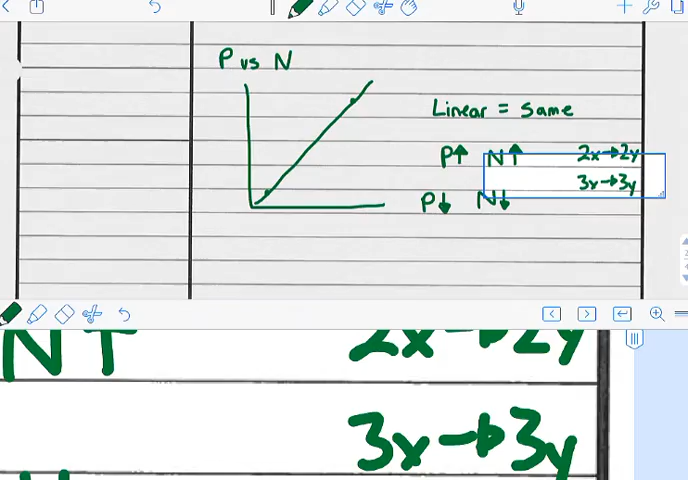 P vs N
Linear = Same
P↑ N↑ 2x→2y
3x→3y
P↓ N↓
N↑ 2x→2y
3x→3y